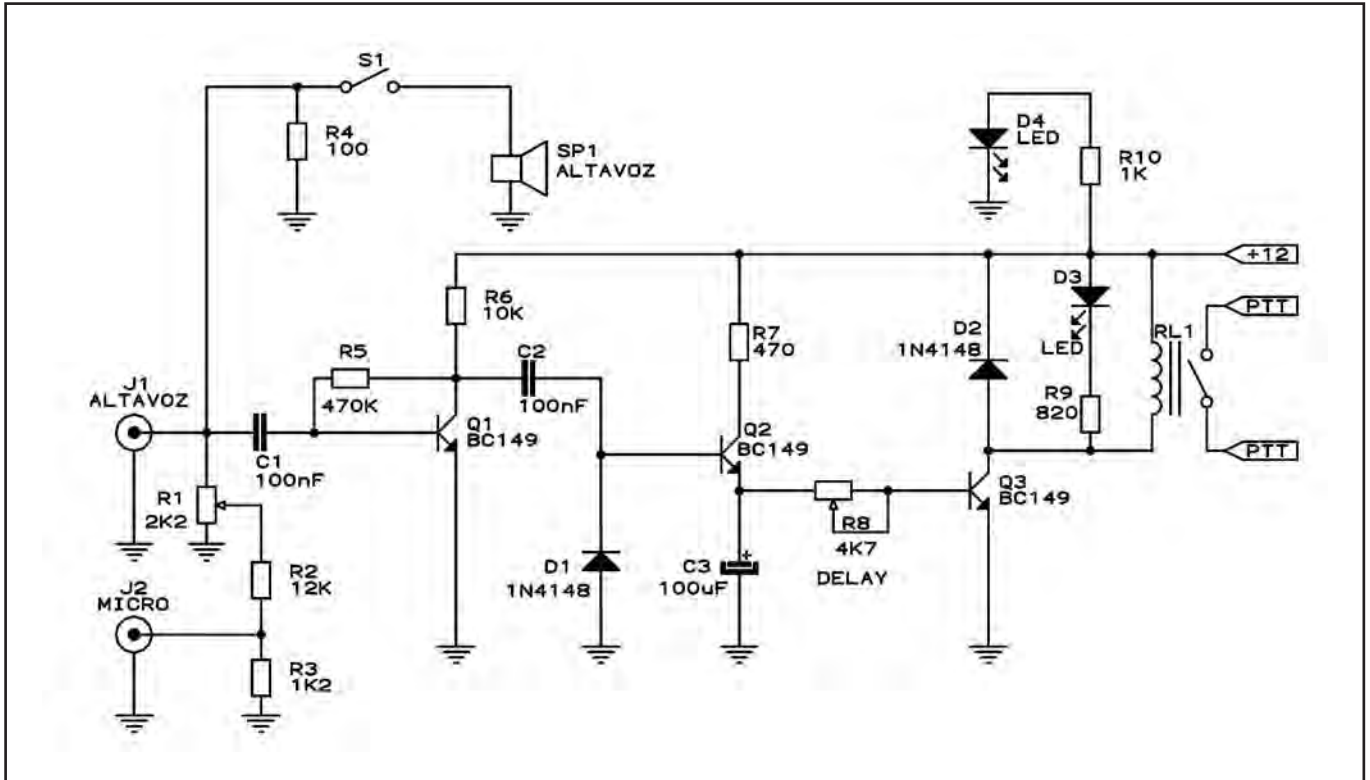 S1
R4
100
SP1
ALTAVOZ
D4
LED
R10
1K
+12
D3
PTT
R6
10K
R7
470
D2
1N4148
LED
RL1
R5
470K
C2
100nF
R9
820
J1
ALTAVOZ
Q1
BC149
Q2
BC149
PTT
C1
100nF
Q3
BC149
R1
2K2
R8
4K7
DELAY
+
R2
12K
D1
1N4148
C3
100uF
J2
MICRO
R3
1K2